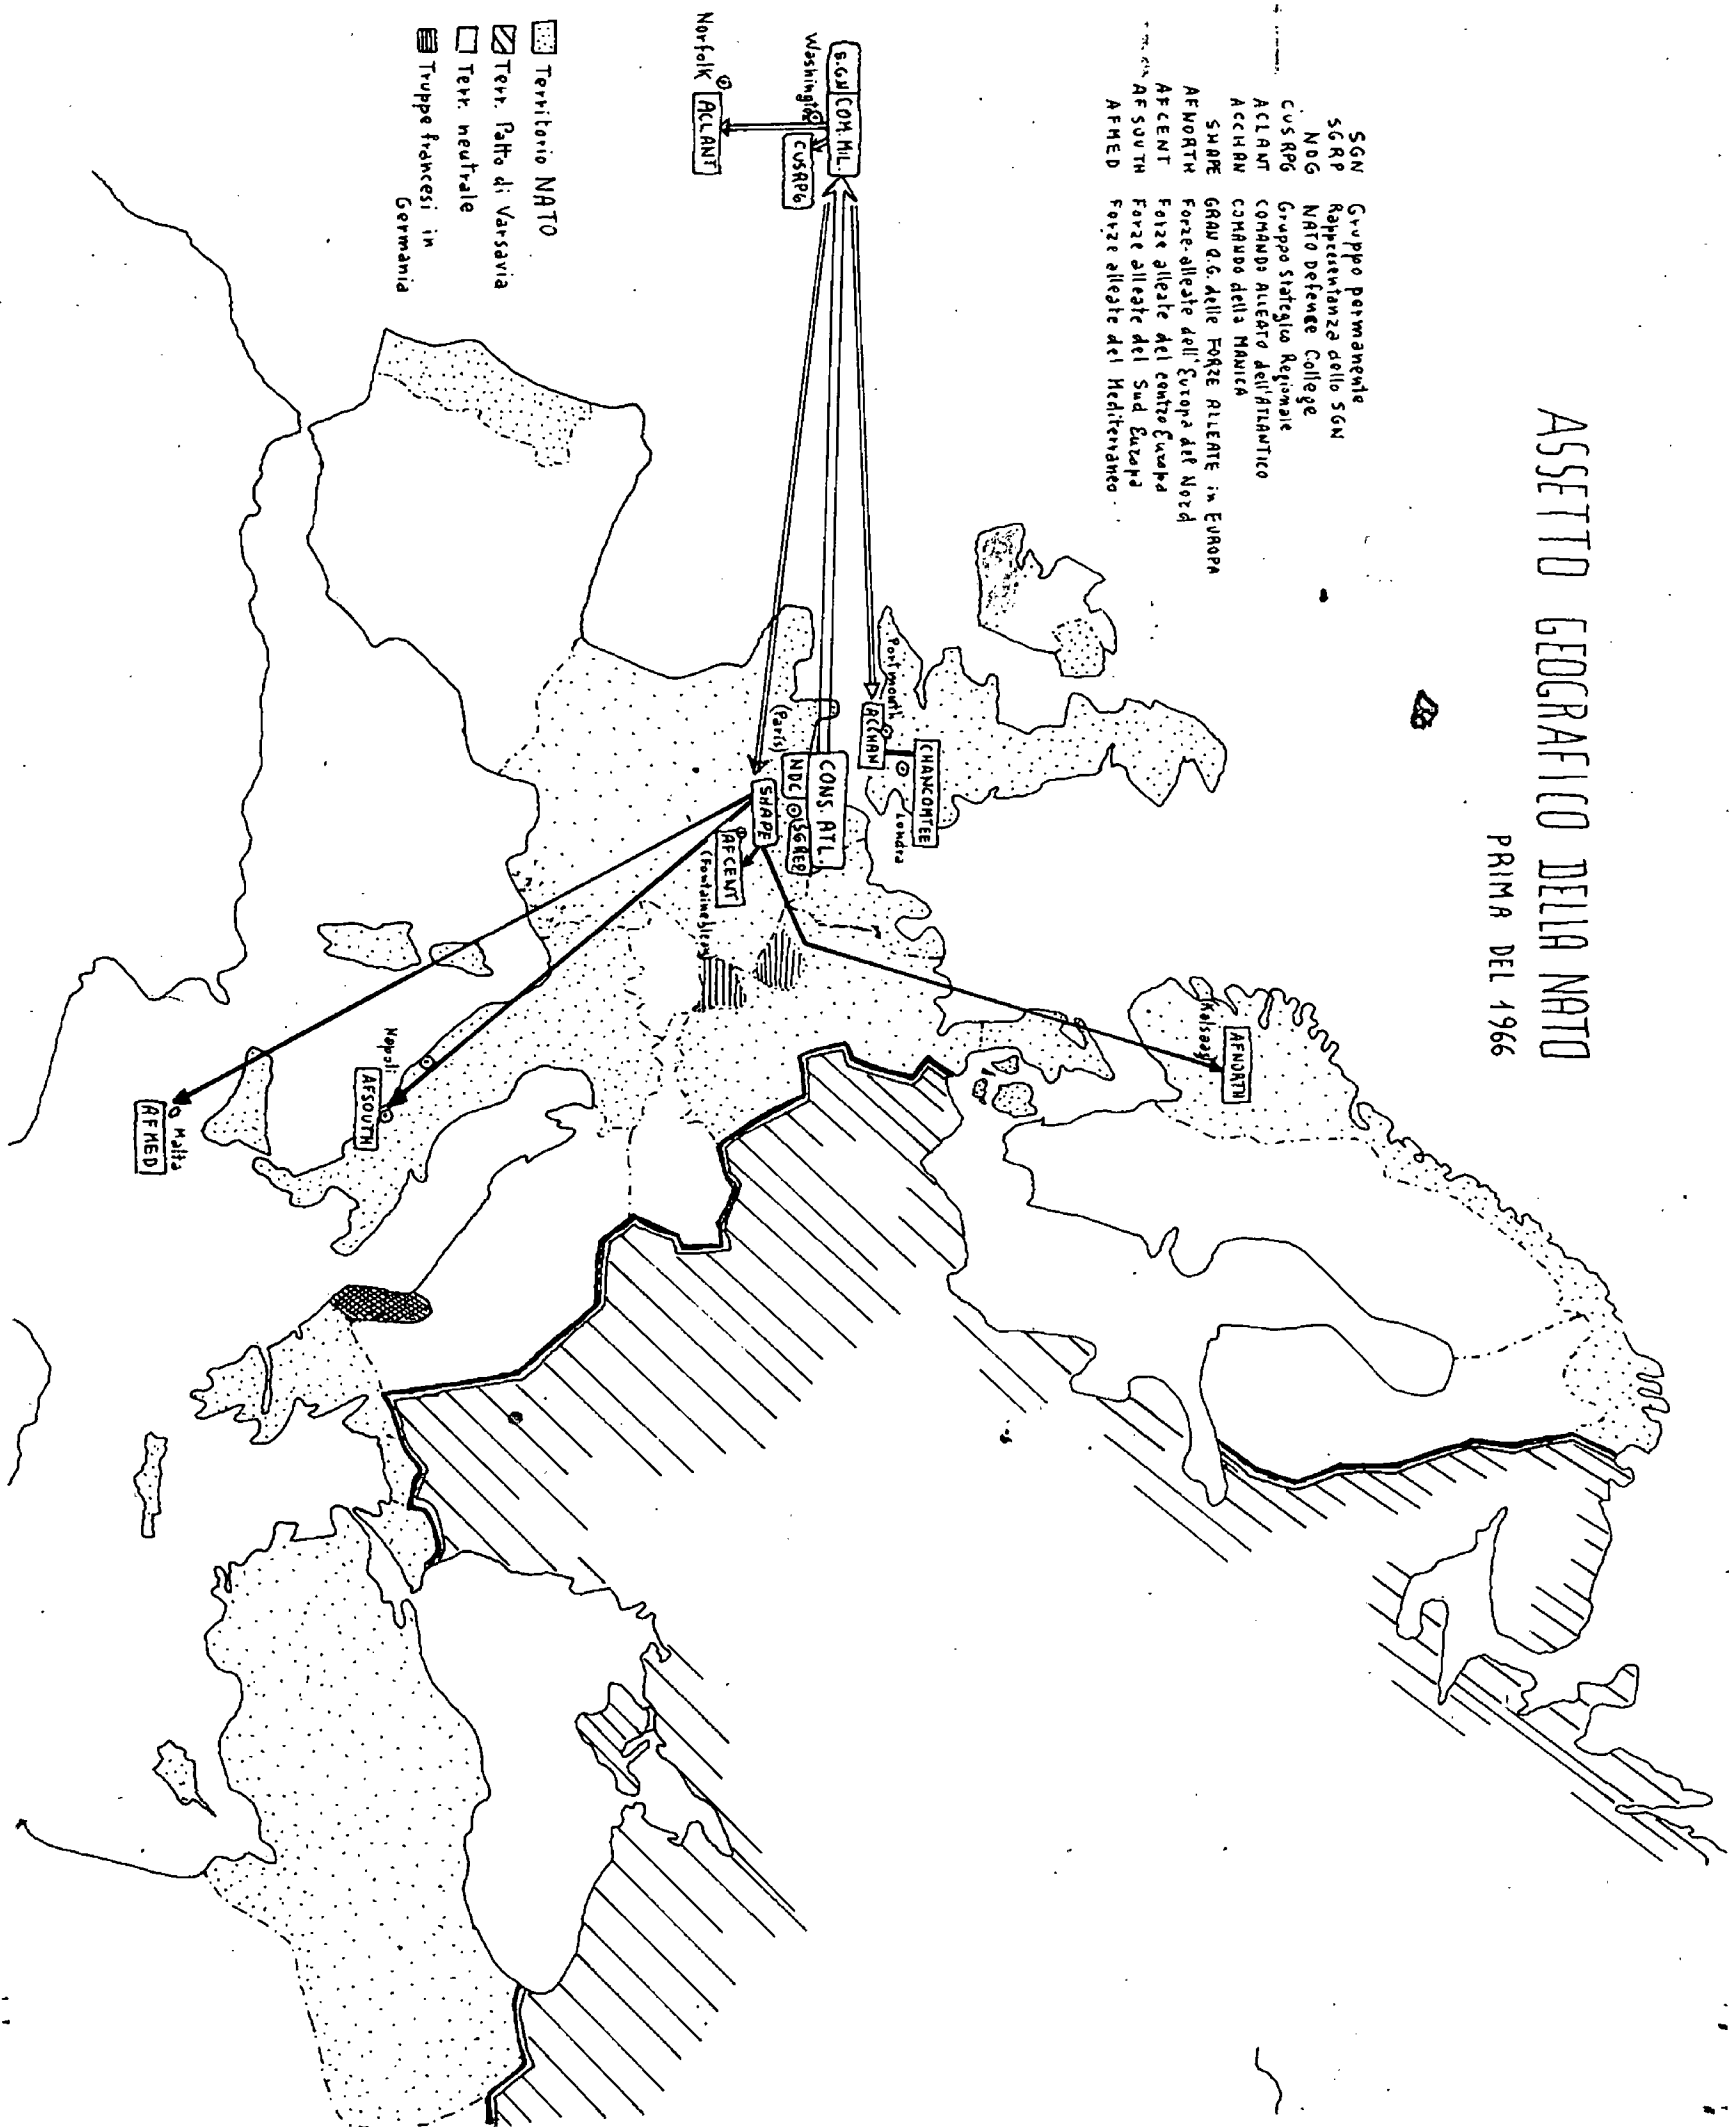 ASSETTO GEOGRAFICO DELLA NATO
PRIMA DEL 1966
SGN Gruppo permanente
SGRP Rappresentanza dello SGN
NDG NATO Defence College
CUSRPG Gruppo Strategico Regionale
ACLANT COMANDO ALLEATO dell'ATLANTICO
ACCHAN COMANDO della MANICA
SHAPE GRAN Q.G. delle FORZE ALLEATE in EUROPA
AFNORTH Forze alleate dell'Europa del Nord
AFCENT Forze alleate del centro Europa
AFSOUTH Forze alleate del Sud Europa
AFMED Forze alleate del Mediterraneo
S.GN COM.MIL.
Washington
CUSRPG
Norfolk
ACLANT
Territorio NATO
Terr. Patto di Varsavia
Terr. neutrale
Truppe francesi in
Germania
Portmouth
ACCHAN
CHANCOMTEE
Londra
CONS. ATL.
(Paris)
NDC
SGREP
SHAPE
AFCENT
(Fontainebleau)
Kolsaas
AFNORTH
Napoli
AFSOUTH
Malta
AFMED